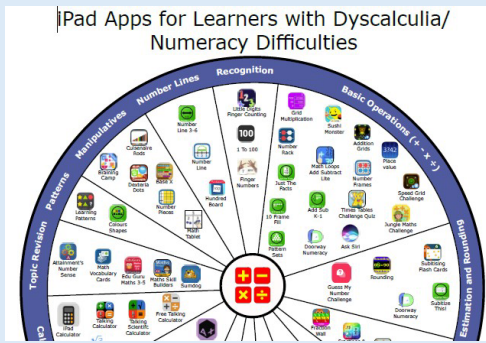 iPad Apps for Learners with Dyscalculia/
Numeracy Difficulties
Topic Revision
Patterns
Manipulatives
Number Lines
Recognition
Basic Operations (+ - x ÷)
Estimation and Rounding
Attainment's
Number
Sense
Math
Vocabulary
Cards
Edu Guru
Maths 3-5
Maths Skill
Builders
Sumdog
Learning
Patterns
Colours
Shapes
Cuisenaire
Rods
Braining
Camp
Dexteria
Dots
Base X
Number
Pieces
Math
Tablet
Number
Line 3-6
Number
Line
Hundred
Board
Little Digits
Finger Counting
100
1 To 100
Finger
Numbers
Grid
Multiplication
Sushi
Monster
Addition
Grids
3742
Place
value
Number
Rack
Math Loops
Add Subtract
Lite
Number
Frames
Speed Grid
Challenge
Just The
Facts
Add Sub
K-1
Times Tables
Challenge Quiz
Jungle Maths
Challenge
10 Frame
Fill
Pattern
Sets
Doorway
Numeracy
Ask Siri
Subitising
Flash Cards
Rounding
Guess My
Number
Challenge
Subitize
This!
Doorway
Numeracy
iPad
Calculator
Talking
Calculator
Talking
Scientific
Calculator
Free Talking
Calculator
Fraction
Wall